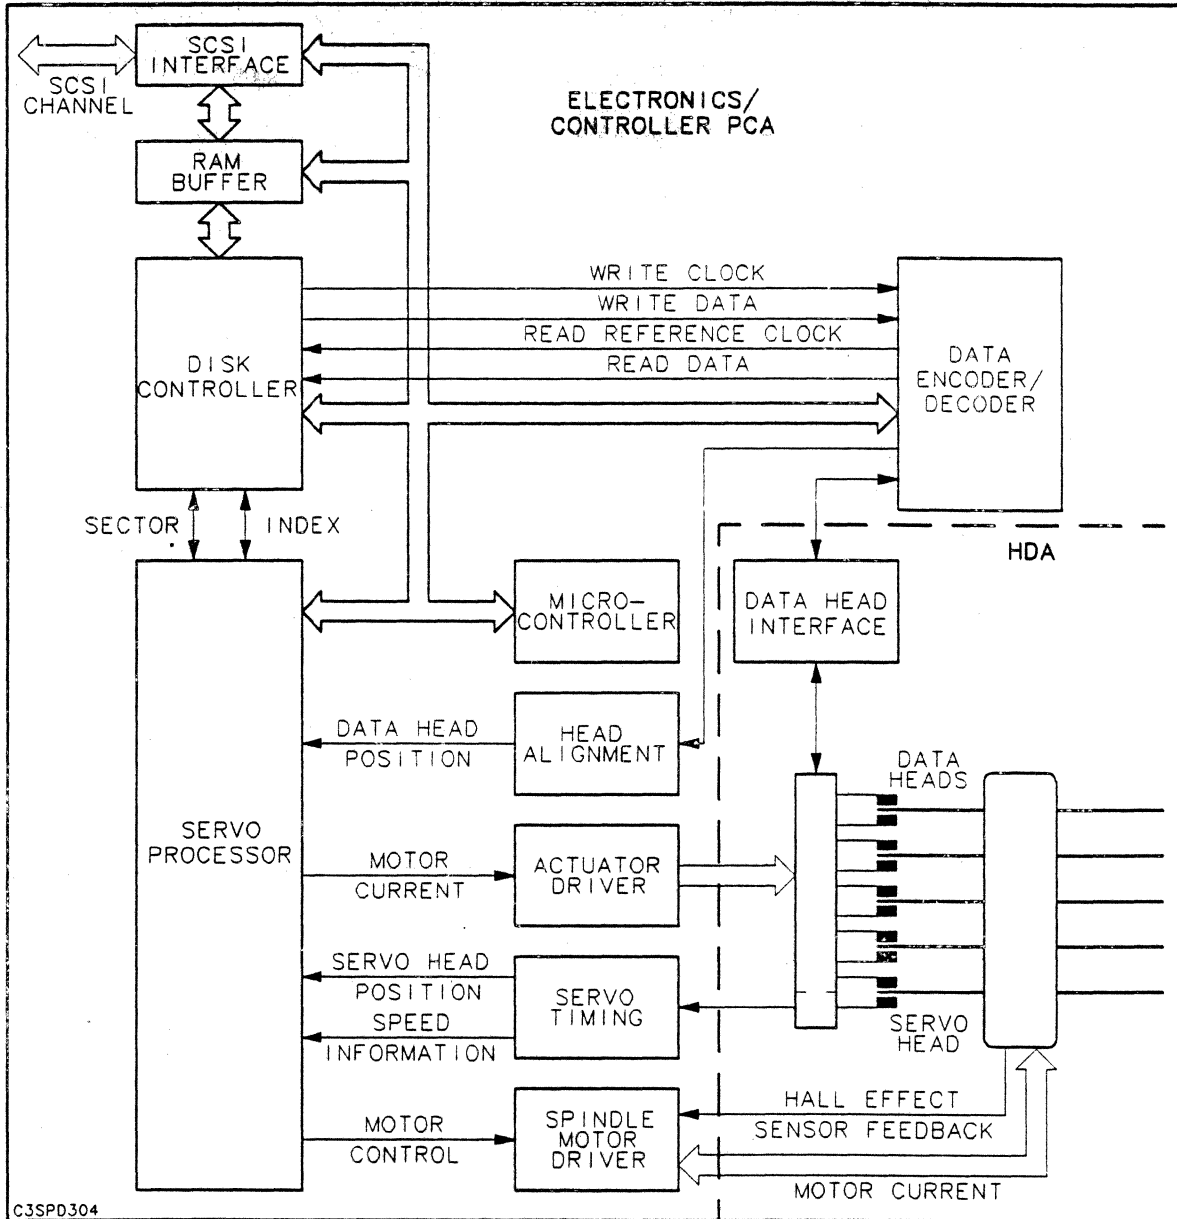 SCSI
INTERFACE
SCSI
CHANNEL
ELECTRONICS/
CONTROLLER PCA
RAM
BUFFER
WRITE CLOCK
WRITE DATA
READ REFERENCE CLOCK
READ DATA
DISK
CONTROLLER
DATA
ENCODER/
DECODER
SECTOR
INDEX
HDA
MICRO-
CONTROLLER
DATA HEAD
INTERFACE
DATA HEAD
POSITION
HEAD
ALIGNMENT
DATA
HEADS
SERVO
PROCESSOR
MOTOR
CURRENT
ACTUATOR
DRIVER
SERVO HEAD
POSITION
SPEED
INFORMATION
SERVO
TIMING
SERVO
HEAD
MOTOR
CONTROL
SPINDLE
MOTOR
DRIVER
HALL EFFECT
SENSOR FEEDBACK
MOTOR CURRENT
C3SPD304